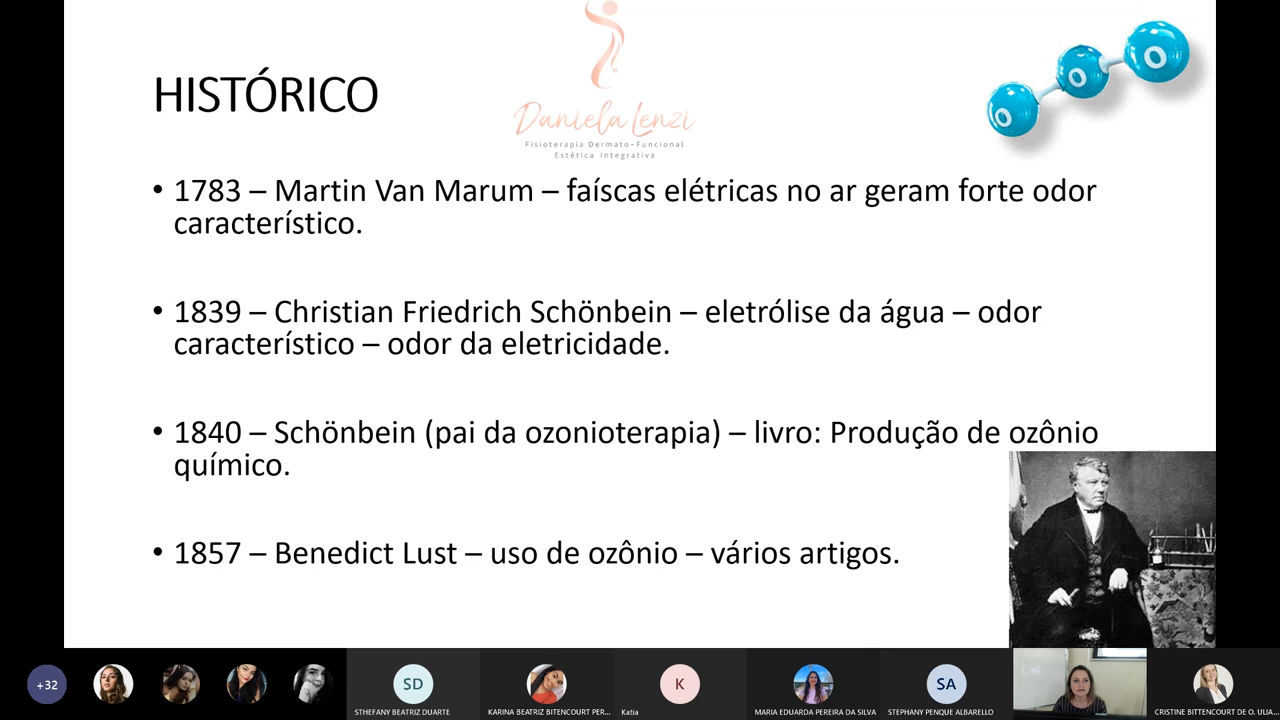 Daniela Lenzi
Fisioterapia Dermato-Funcional
Estética Integrativa
O O O
HISTÓRICO
• 1783 – Martin Van Marum – faíscas elétricas no ar geram forte odor
característico.
• 1839 – Christian Friedrich Schönbein – eletrólise da água – odor
característico – odor da eletricidade.
• 1840 – Schönbein (pai da ozonioterapia) – livro: Produção de ozônio
químico.
• 1857 – Benedict Lust – uso de ozônio – vários artigos.
+32
SD
K
SA
STHEFANY BEATRIZ DUARTE
KARINA BEATRIZ BITENCOURT PER...
Katia
MARIA EDUARDA PEREIRA DA SILVA
STEPHANY PENQUE ALBARELLO
CRISTINE BITTENCOURT DE O. ULIA...